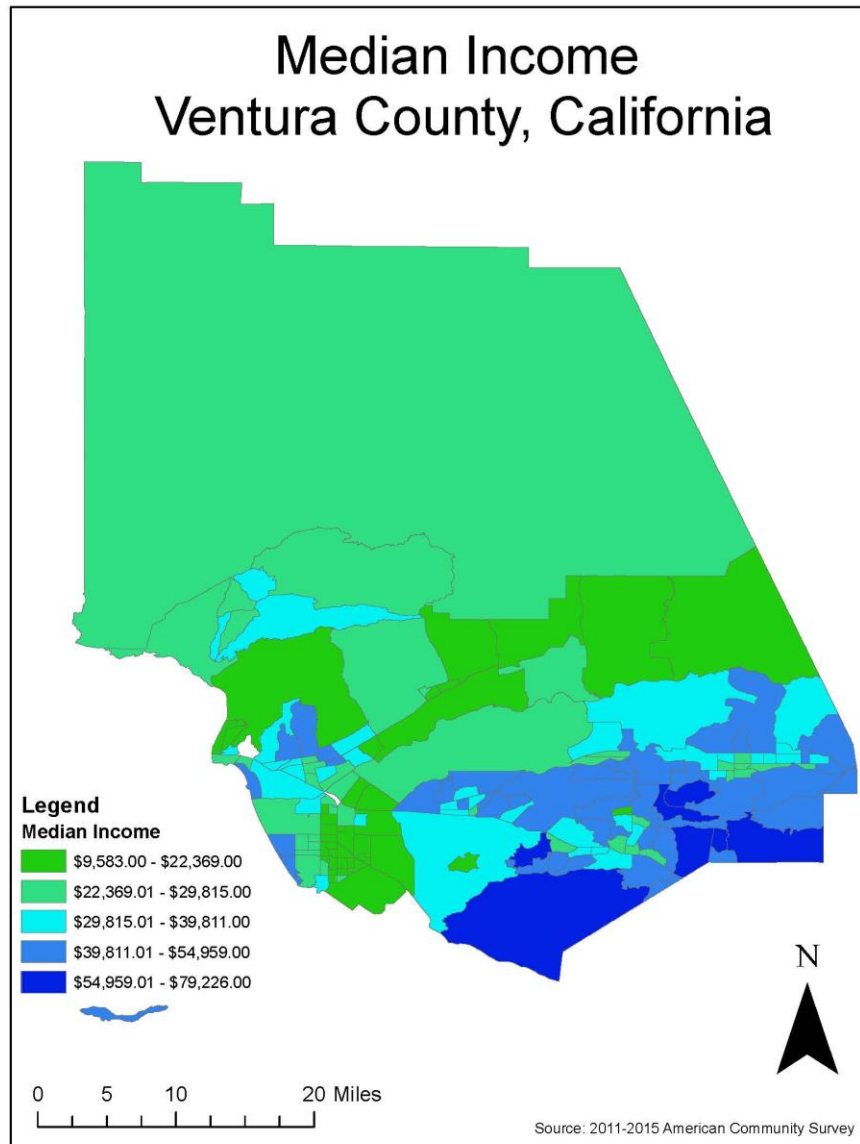 Median Income
Ventura County, California
Legend
Median Income
$9,583.00 - $22,369.00
$22,369.01 - $29,815.00
$29,815.01 - $39,811.00
$39,811.01 - $54,959.00
$54,959.01 - $79,226.00
N
0 5 10 20 Miles
Source: 2011-2015 American Community Survey